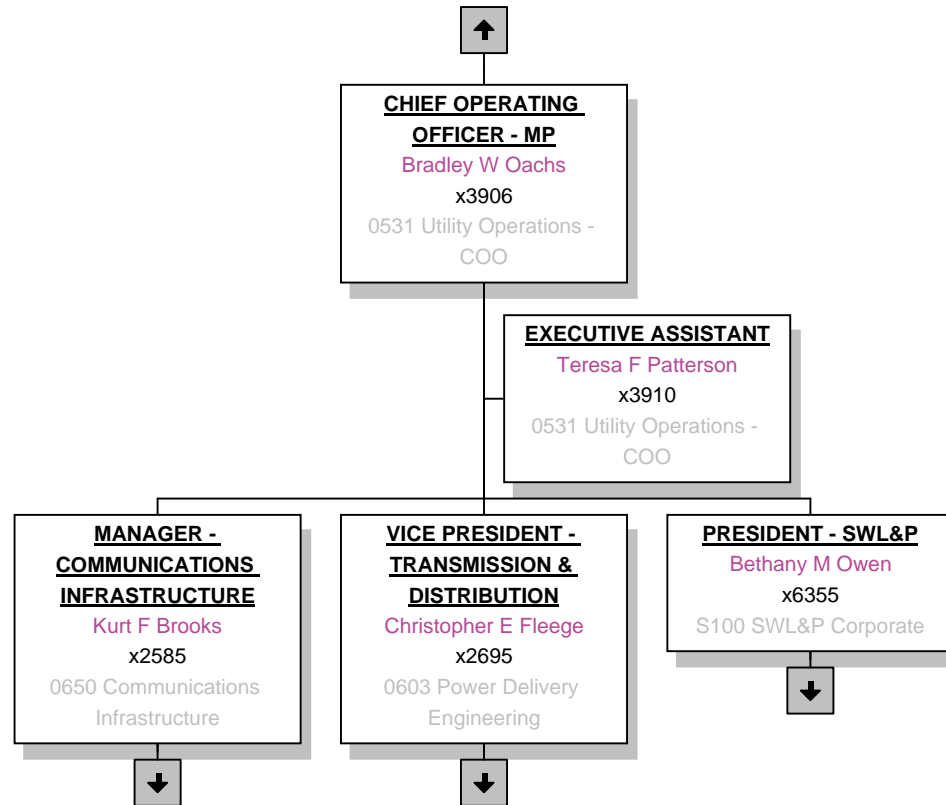 CHIEF OPERATING
OFFICER - MP
Bradley W Oachs
x3906
0531 Utility Operations -
COO
EXECUTIVE ASSISTANT
Teresa F Patterson
x3910
0531 Utility Operations -
COO
MANAGER -
COMMUNICATIONS
INFRASTRUCTURE
Kurt F Brooks
x2585
0650 Communications
Infrastructure
VICE PRESIDENT -
TRANSMISSION &
DISTRIBUTION
Christopher E Fleege
x2695
0603 Power Delivery
Engineering
PRESIDENT - SWL&P
Bethany M Owen
x6355
S100 SWL&P Corporate